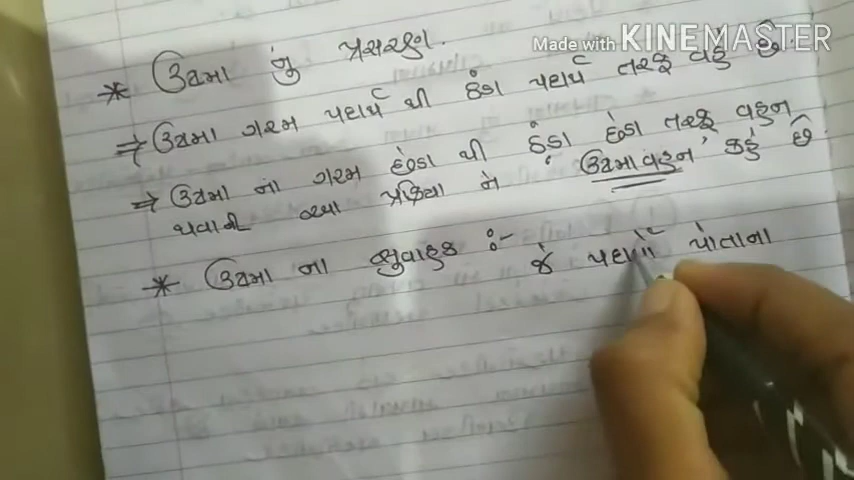 Made with KINEMASTER
* ઉષ્મા નું પ્રસરણ.
⇒ ઉષ્મા ગરમ પદાર્થ થી ઠંડા પદાર્થ તરફ વહે છે.
⇒ ઉષ્મા ના ગરમ છેડા થી ઠંડા છેડા તરફ વહન
થવાની આ પ્રક્રિયા ને 'ઉષ્માવહન' કહે છે
* ઉષ્મા ના સુવાહક :- જે પદાર્થ પોતાના